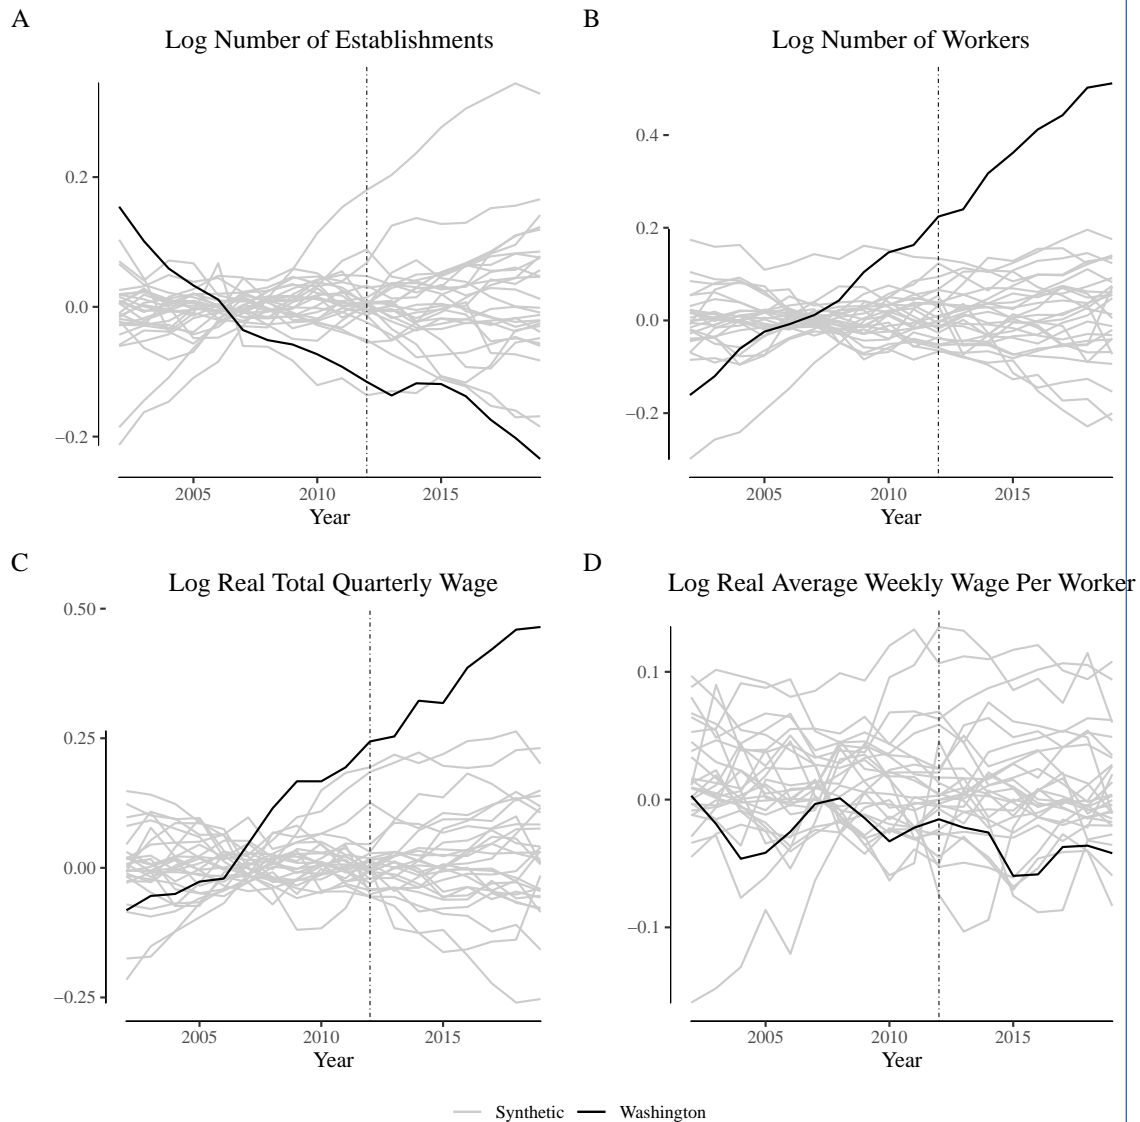 A
Log Number of Establishments
0.2
0.0
−0.2
2005 2010 2015
Year
B
Log Number of Workers
0.4
0.2
0.0
−0.2
2005 2010 2015
Year
C
Log Real Total Quarterly Wage
0.50
0.25
0.00
−0.25
2005 2010 2015
Year
D
Log Real Average Weekly Wage Per Worker
0.1
0.0
−0.1
2005 2010 2015
Year
Synthetic Washington